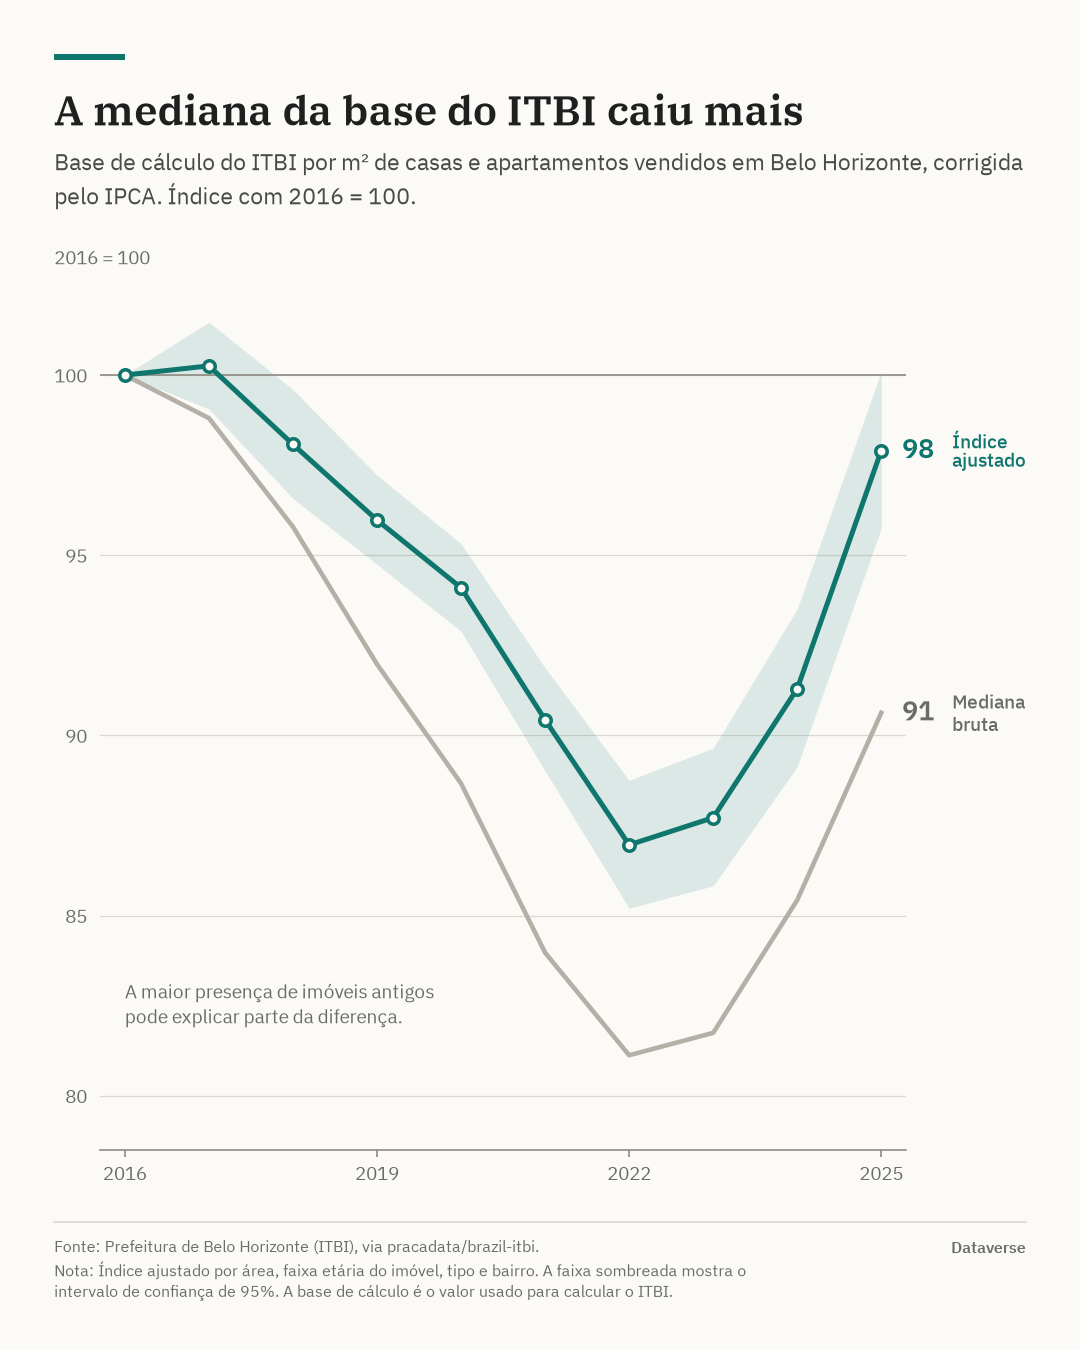 A mediana da base do ITBI caiu mais
Base de cálculo do ITBI por m² de casas e apartamentos vendidos em Belo Horizonte, corrigida
pelo IPCA. Índice com 2016 = 100.
2016 = 100
100
95
90
85
80
98 Índice
ajustado
91 Mediana
bruta
A maior presença de imóveis antigos
pode explicar parte da diferença.
2016 2019 2022 2025
Fonte: Prefeitura de Belo Horizonte (ITBI), via pracadata/brazil-itbi.
Dataverse
Nota: Índice ajustado por área, faixa etária do imóvel, tipo e bairro. A faixa sombreada mostra o
intervalo de confiança de 95%. A base de cálculo é o valor usado para calcular o ITBI.